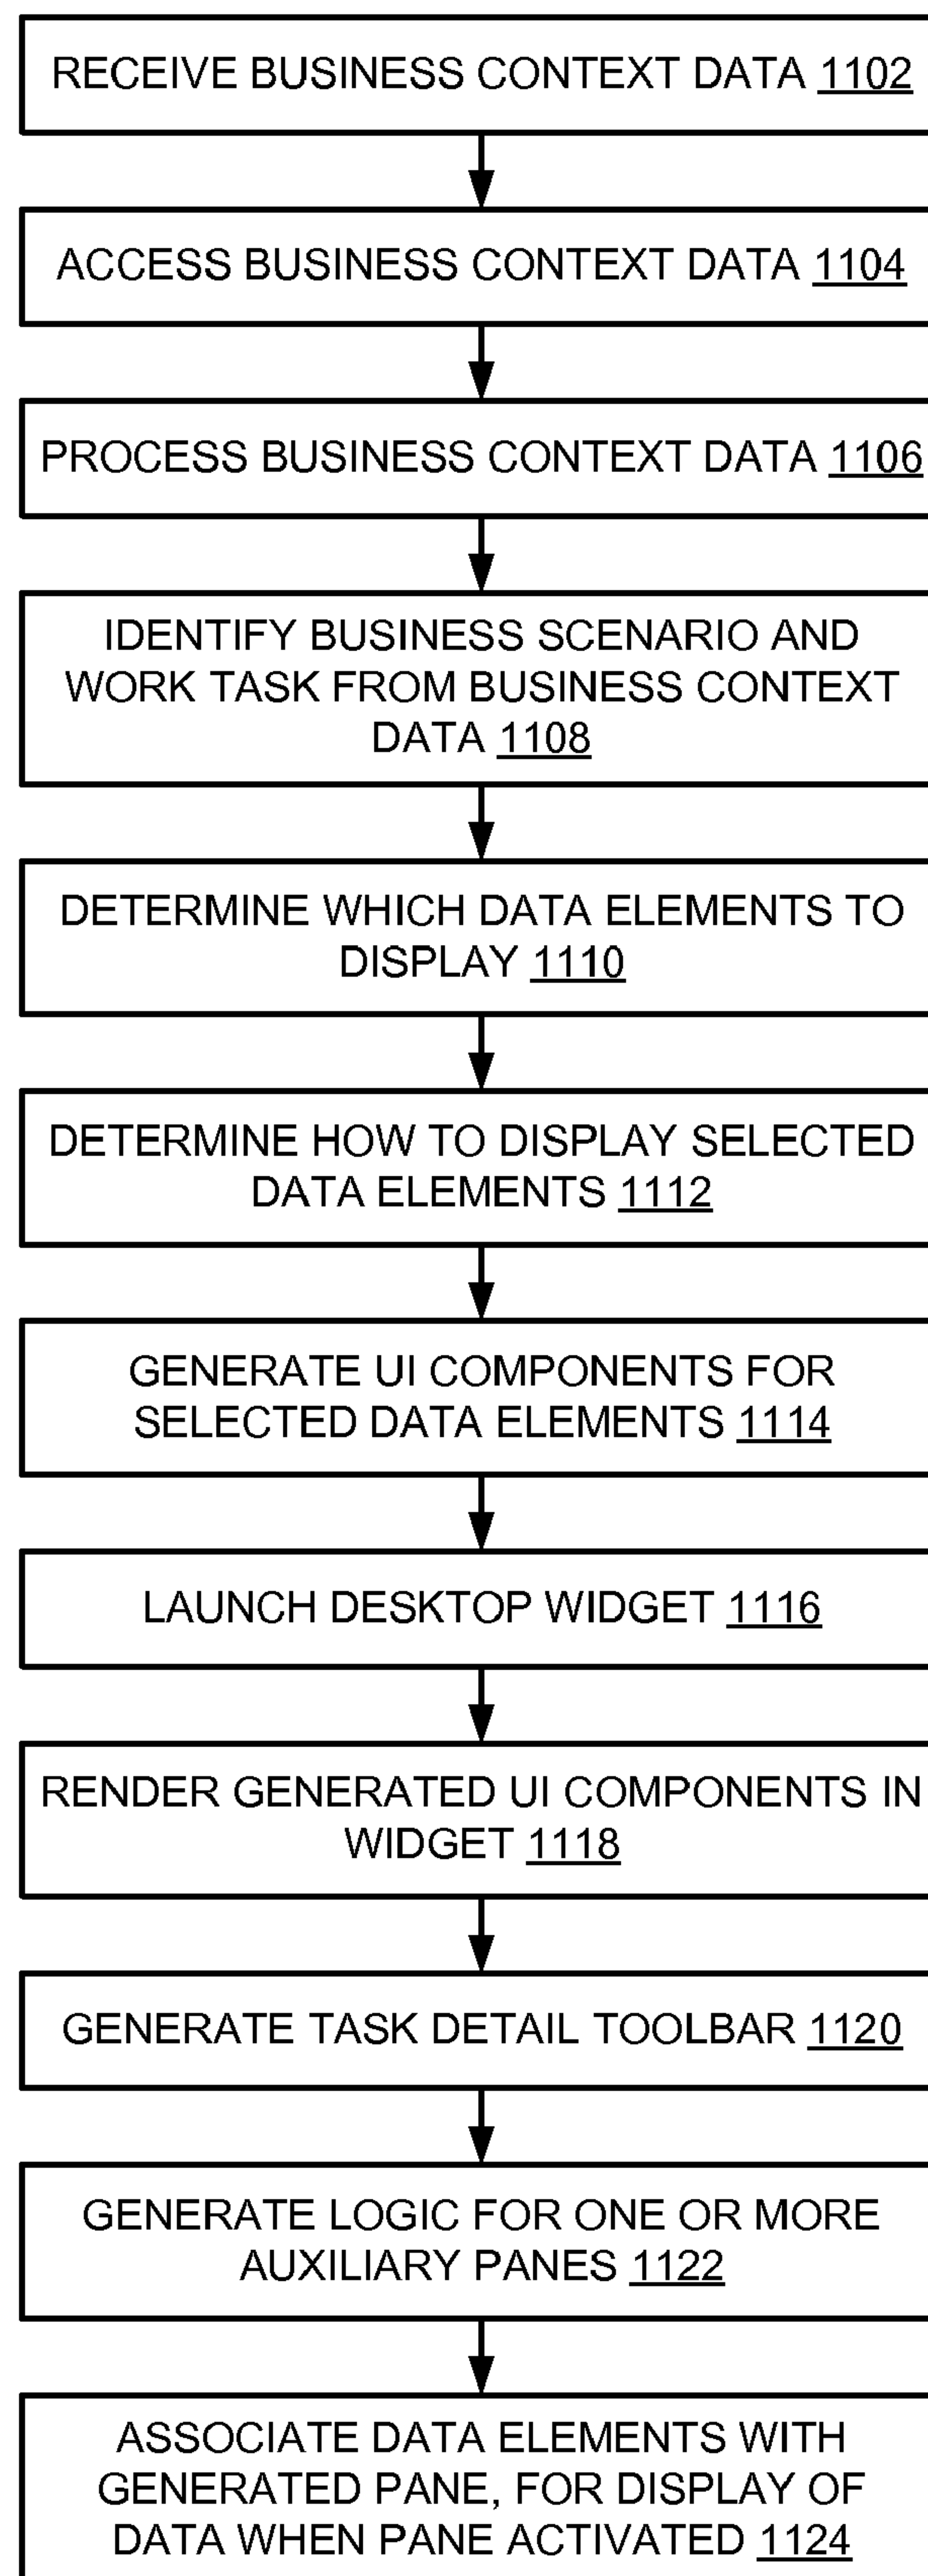 RECEIVE BUSINESS CONTEXT DATA 1102
ACCESS BUSINESS CONTEXT DATA 1104
PROCESS BUSINESS CONTEXT DATA 1106
IDENTIFY BUSINESS SCENARIO AND
WORK TASK FROM BUSINESS CONTEXT
DATA 1108
DETERMINE WHICH DATA ELEMENTS TO
DISPLAY 1110
DETERMINE HOW TO DISPLAY SELECTED
DATA ELEMENTS 1112
GENERATE UI COMPONENTS FOR
SELECTED DATA ELEMENTS 1114
LAUNCH DESKTOP WIDGET 1116
RENDER GENERATED UI COMPONENTS IN
WIDGET 1118
GENERATE TASK DETAIL TOOLBAR 1120
GENERATE LOGIC FOR ONE OR MORE
AUXILIARY PANES 1122
ASSOCIATE DATA ELEMENTS WITH
GENERATED PANE, FOR DISPLAY OF
DATA WHEN PANE ACTIVATED 1124